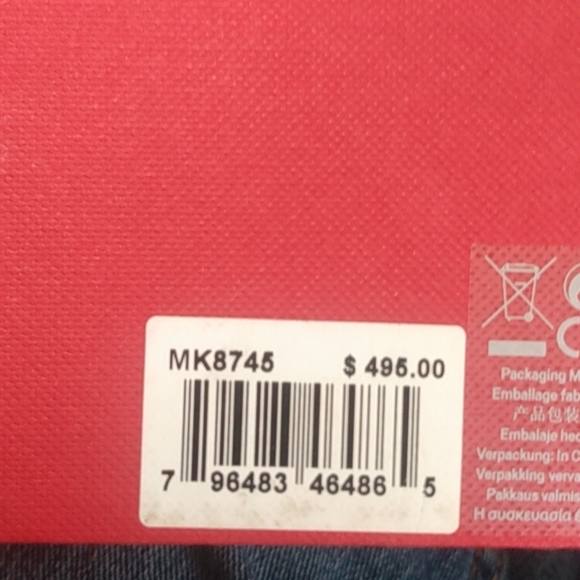 MK8745 $ 495.00
7 96483 46486 5
Packaging M
Emballage fab
产品包装
Embalaje hec
Verpackung: In C
Verpakking verva
Pakkaus valmis
Η συσκευασία